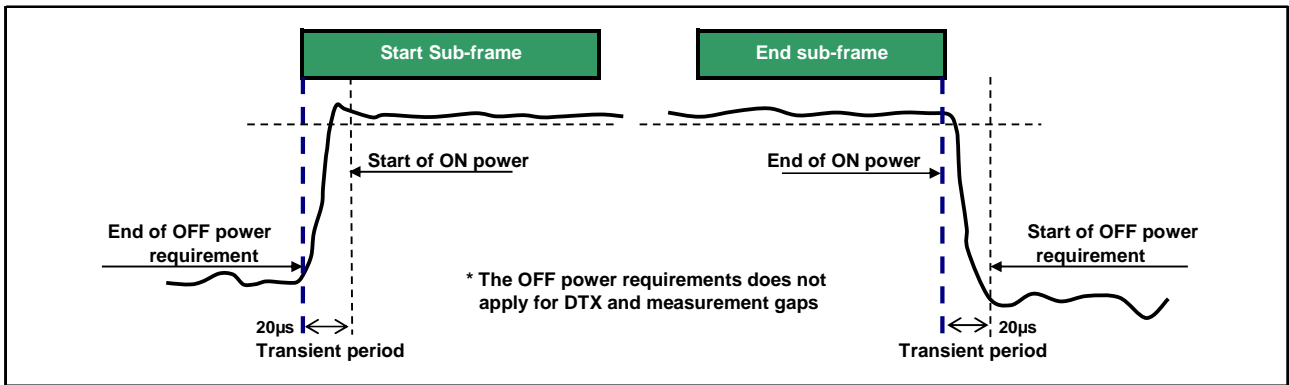 Start Sub-frame
End sub-frame
Start of ON power
End of ON power
End of OFF power
requirement
Start of OFF power
requirement
* The OFF power requirements does not
apply for DTX and measurement gaps
20µs
Transient period
20µs
Transient period